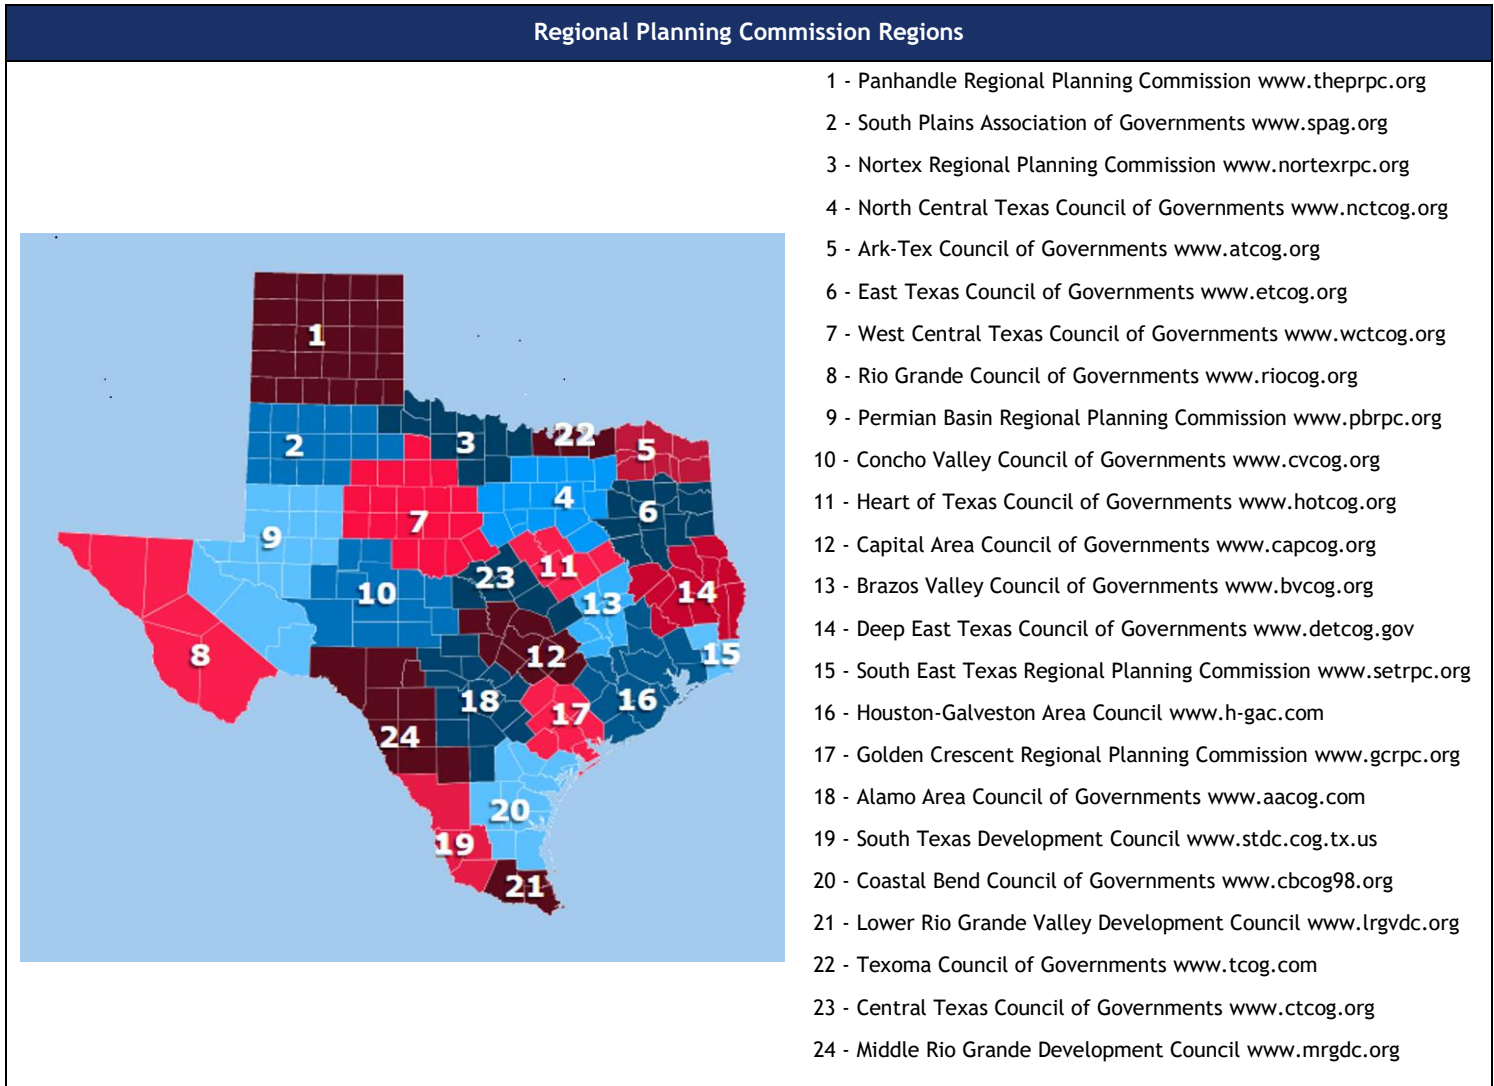 Regional Planning Commission Regions
1 - Panhandle Regional Planning Commission www.theprpc.org
2 - South Plains Association of Governments www.spag.org
3 - Nortex Regional Planning Commission www.nortexrpc.org
4 - North Central Texas Council of Governments www.nctcog.org
5 - Ark-Tex Council of Governments www.atcog.org
6 - East Texas Council of Governments www.etcog.org
7 - West Central Texas Council of Governments www.wctcog.org
8 - Rio Grande Council of Governments www.riocog.org
9 - Permian Basin Regional Planning Commission www.pbrpc.org
10 - Concho Valley Council of Governments www.cvcog.org
11 - Heart of Texas Council of Governments www.hotcog.org
12 - Capital Area Council of Governments www.capcog.org
13 - Brazos Valley Council of Governments www.bvcog.org
14 - Deep East Texas Council of Governments www.detcog.gov
15 - South East Texas Regional Planning Commission www.setrpc.org
16 - Houston-Galveston Area Council www.h-gac.com
17 - Golden Crescent Regional Planning Commission www.gcrpc.org
18 - Alamo Area Council of Governments www.aacog.com
19 - South Texas Development Council www.stdc.cog.tx.us
20 - Coastal Bend Council of Governments www.cbcog98.org
21 - Lower Rio Grande Valley Development Council www.lrgvdc.org
22 - Texoma Council of Governments www.tcog.com
23 - Central Texas Council of Governments www.ctcog.org
24 - Middle Rio Grande Development Council www.mrgdc.org
1
2
3
22
5
4
6
7
9
11
23
10
13
14
8
12
15
18
16
17
24
20
19
21